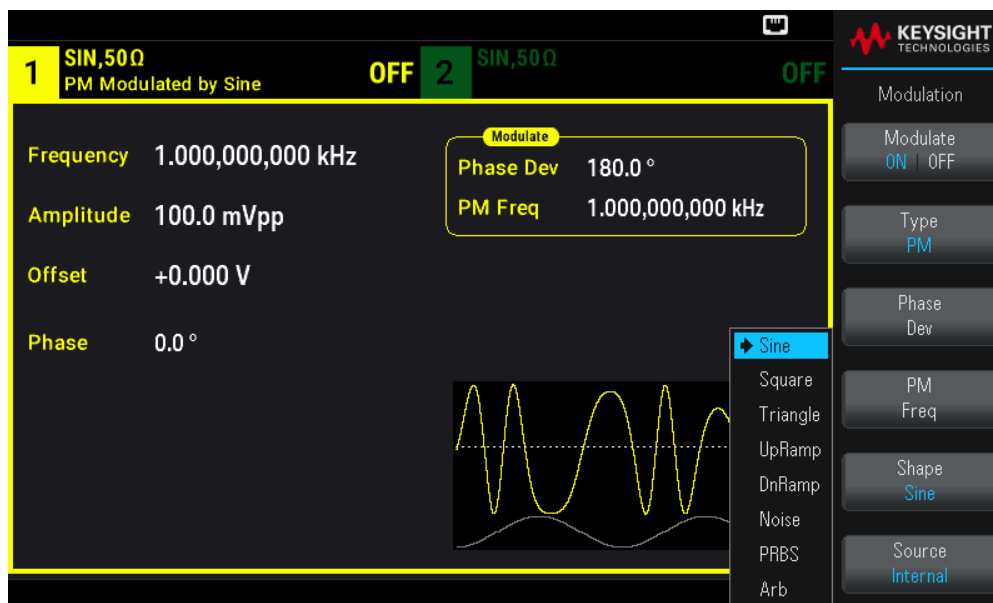 KEYSIGHT
TECHNOLOGIES
1 SIN,50Ω
PM Modulated by Sine
OFF
2 SIN,50Ω
OFF
Frequency 1.000,000,000 kHz
Amplitude 100.0 mVpp
Offset +0.000 V
Phase 0.0 °
Modulate
Phase Dev 180.0 °
PM Freq 1.000,000,000 kHz
Sine
Square
Triangle
UpRamp
DnRamp
Noise
PRBS
Arb
Modulation
Modulate
ON | OFF
Type
PM
Phase
Dev
PM
Freq
Shape
Sine
Source
Internal